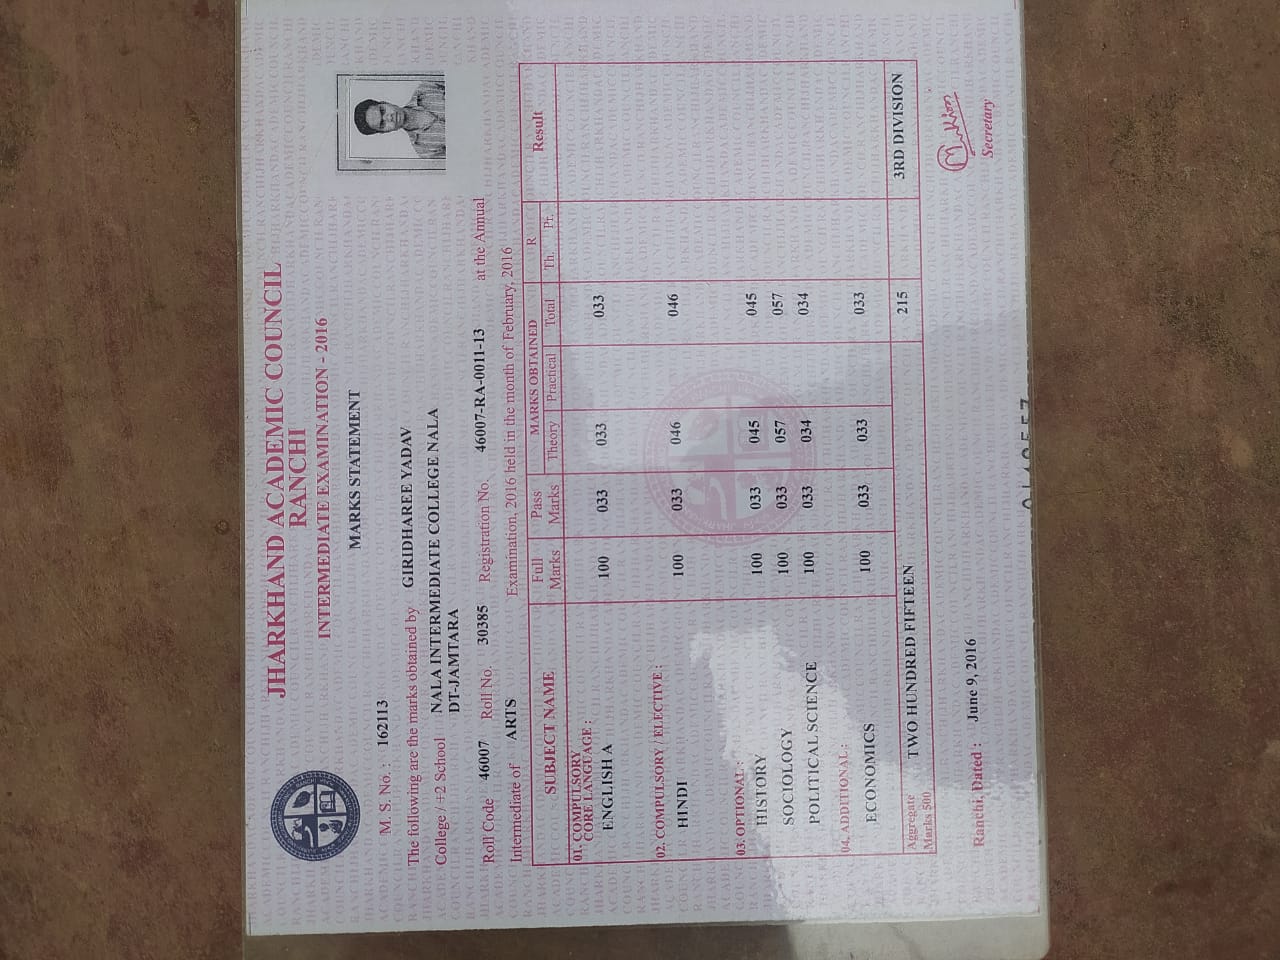 JHARKHAND ACADEMIC COUNCIL
RANCHI
INTERMEDIATE EXAMINATION - 2016
MARKS STATEMENT
M. S. No. : 162113
The following are the marks obtained by GIRIDHAREE YADAV
College / +2 School NALA INTERMEDIATE COLLEGE NALA
DT-JAMTARA
Roll Code 46007 Roll No. 30385 Registration No. 46007-RA-0011-13 at the Annual
Intermediate of ARTS Examination, 2016 held in the month of February, 2016
SUBJECT NAME Full Marks Pass Marks MARKS OBTAINED R Result
Theory Practical Total Th. Pr.
01. COMPULSORY
CORE LANGUAGE :
ENGLISH A 100 033 033 033
02. COMPULSORY / ELECTIVE :
HINDI 100 033 046 046
03. OPTIONAL :
HISTORY 100 033 045 045
SOCIOLOGY 100 033 057 057
POLITICAL SCIENCE 100 033 034 034
04. ADDITIONAL :
ECONOMICS 100 033 033 033
Aggregate
Marks 500 TWO HUNDRED FIFTEEN 215 3RD DIVISION
Ranchi, Dated : June 9, 2016
Secretary